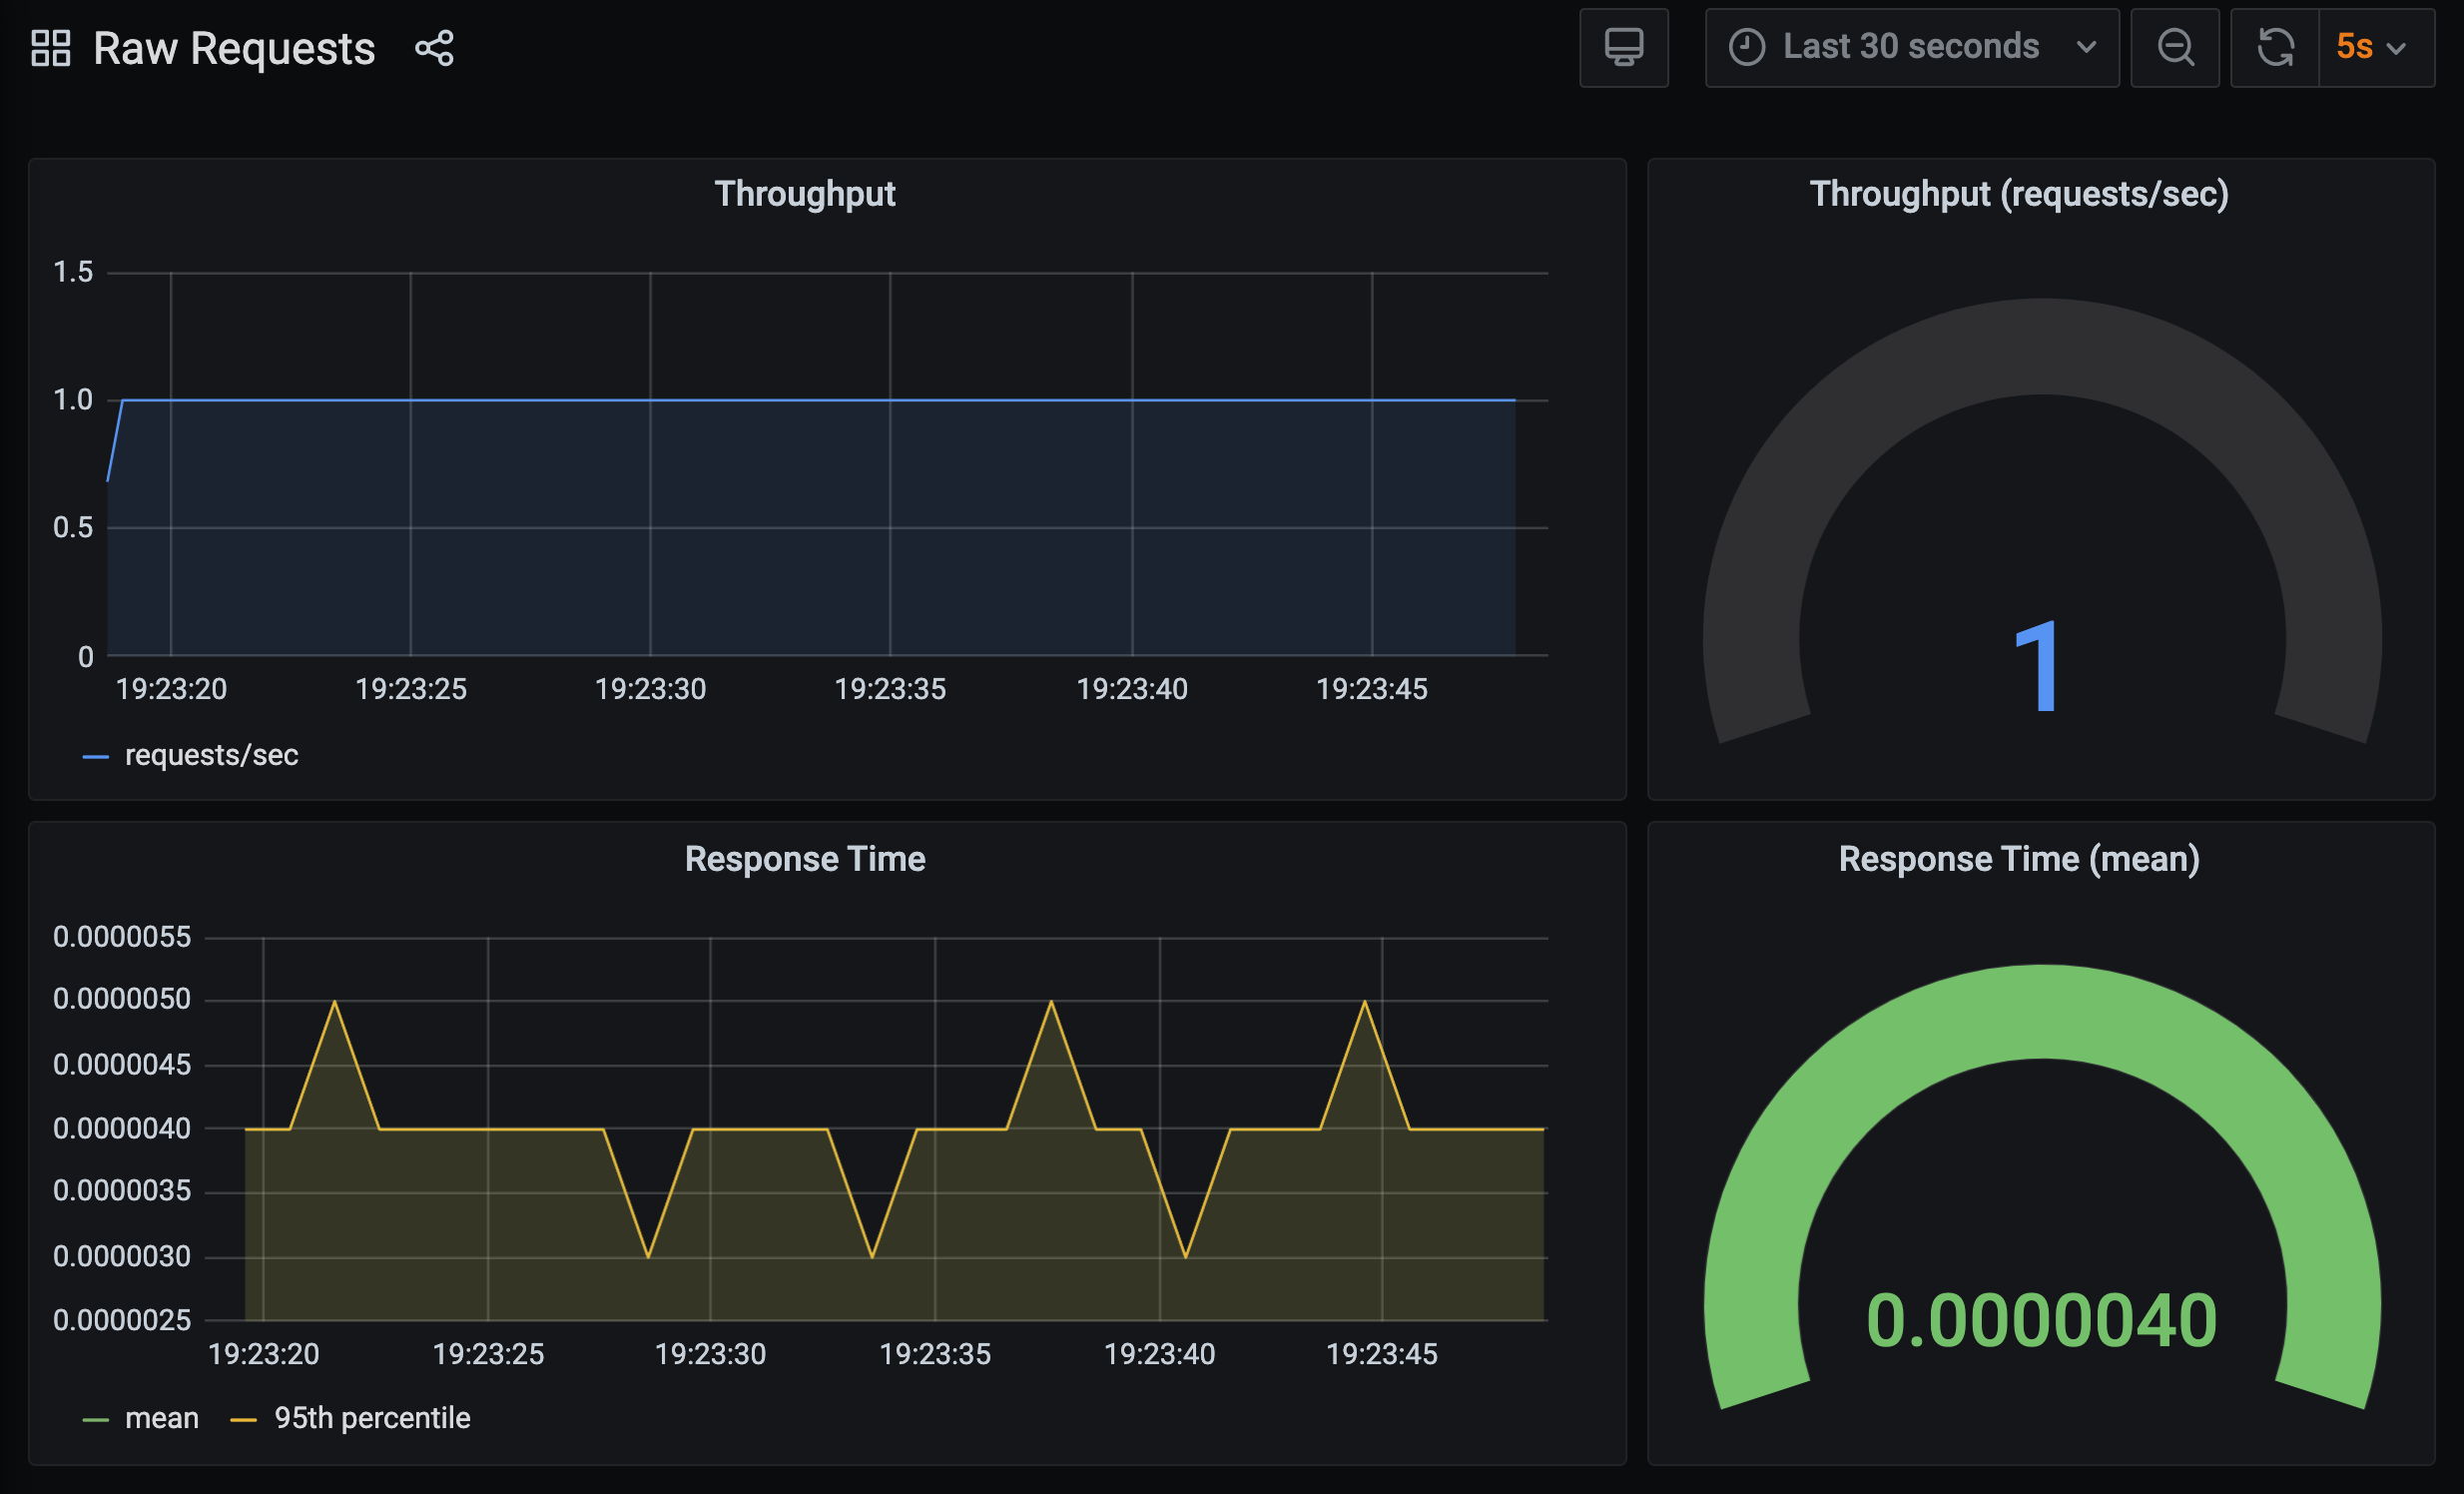 Raw Requests
Last 30 seconds
5s
Throughput
1.5
1.0
0.5
0
19:23:20 19:23:25 19:23:30 19:23:35 19:23:40 19:23:45
requests/sec
Throughput (requests/sec)
1
Response Time
0.0000055
0.0000050
0.0000045
0.0000040
0.0000035
0.0000030
0.0000025
19:23:20 19:23:25 19:23:30 19:23:35 19:23:40 19:23:45
mean 95th percentile
Response Time (mean)
0.0000040